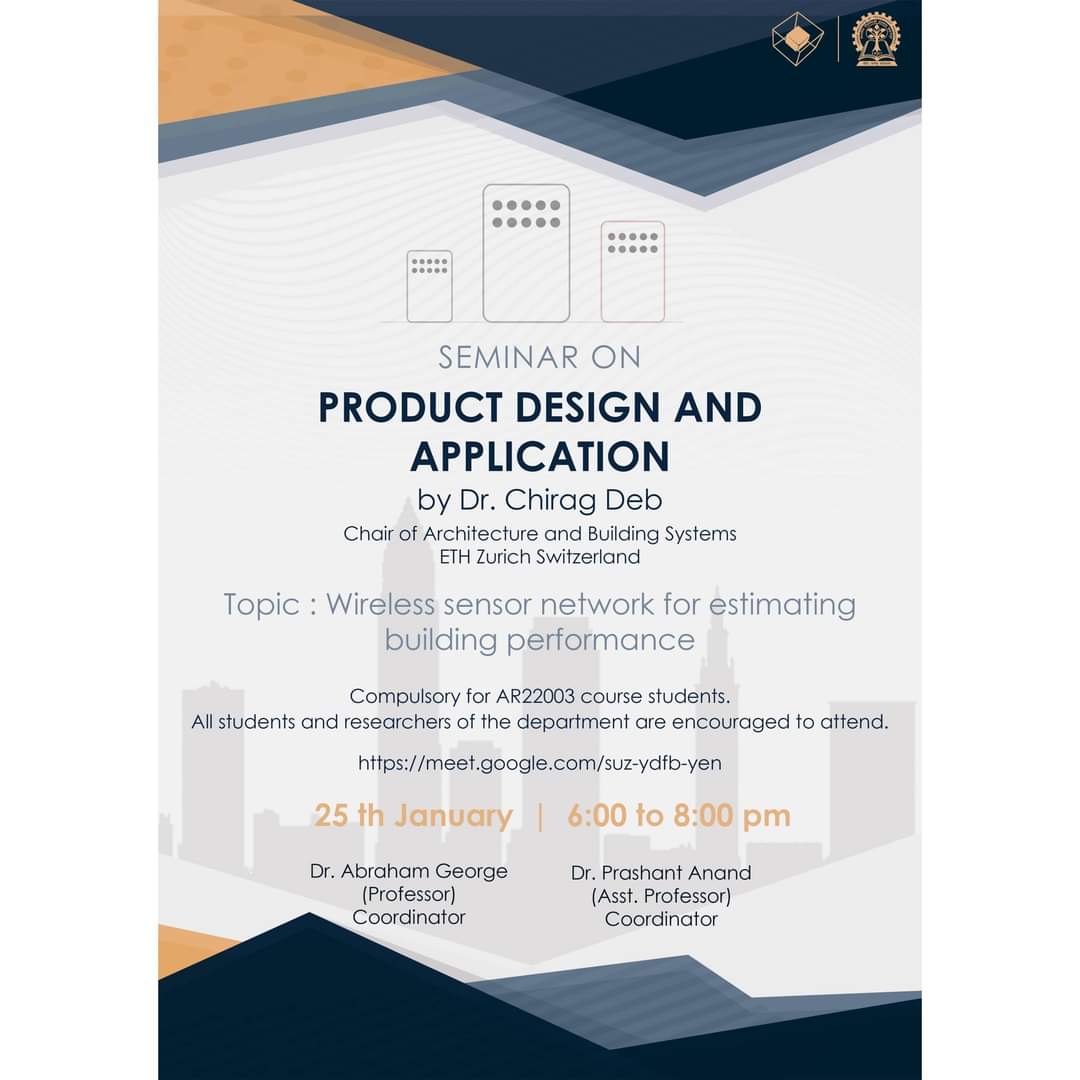 SEMINAR ON
PRODUCT DESIGN AND
APPLICATION
by Dr. Chirag Deb
Chair of Architecture and Building Systems
ETH Zurich Switzerland
Topic : Wireless sensor network for estimating
building performance
Compulsory for AR22003 course students.
All students and researchers of the department are encouraged to attend.
https://meet.google.com/suz-ydfb-yen
25 th January | 6:00 to 8:00 pm
Dr. Abraham George
(Professor)
Coordinator
Dr. Prashant Anand
(Asst. Professor)
Coordinator